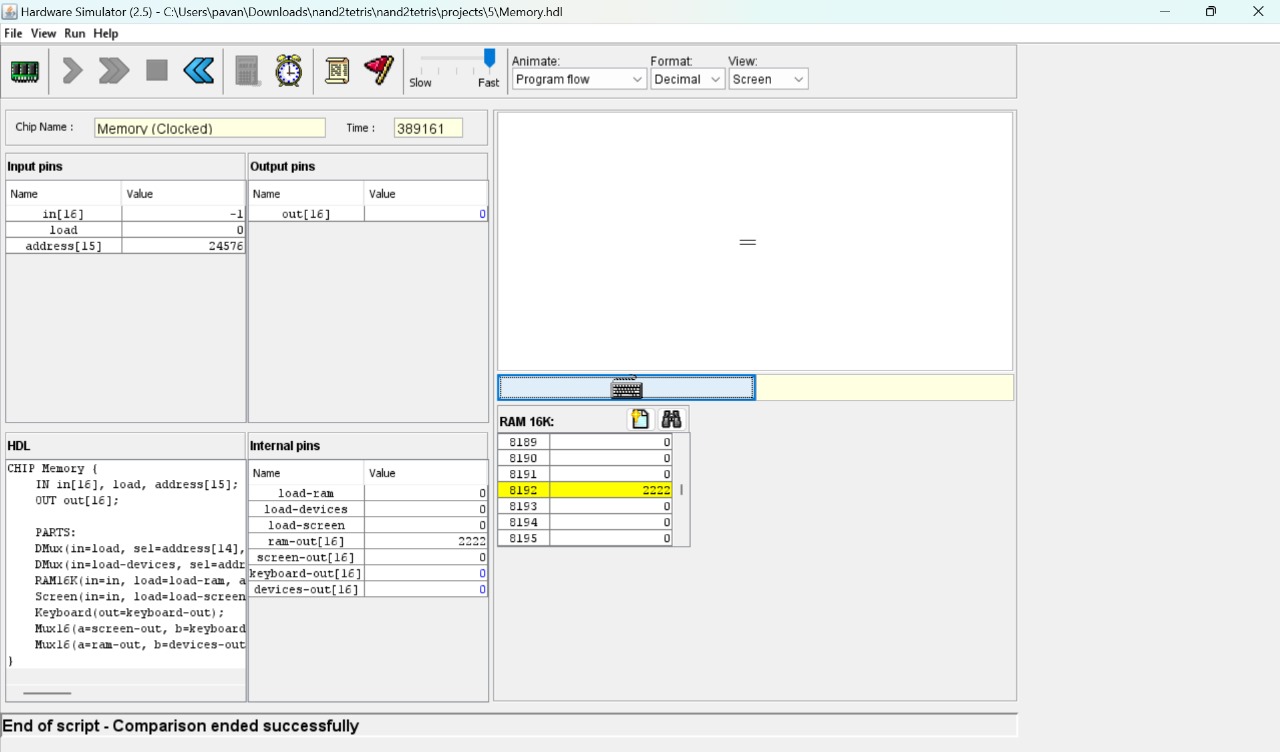 Hardware Simulator (2.5) - C:\Users\pavan\Downloads\nand2tetris\nand2tetris\projects\5\Memory.hdl
File View Run Help
Slow Fast
Animate: Format: View:
Program flow Decimal Screen
Chip Name : Memory (Clocked) Time : 389161
Input pins
Name Value
in[16] -1
load 0
address[15] 24576
Output pins
Name Value
out[16] 0
HDL
CHIP Memory {
IN in[16], load, address[15];
OUT out[16];
PARTS:
DMux(in=load, sel=address[14],
DMux(in=load-devices, sel=addr
RAM16K(in=in, load=load-ram, a
Screen(in=in, load=load-screen
Keyboard(out=keyboard-out);
Mux16(a=screen-out, b=keyboard
Mux16(a=ram-out, b=devices-out
}
Internal pins
Name Value
load-ram 0
load-devices 0
load-screen 0
ram-out[16] 2222
screen-out[16] 0
keyboard-out[16] 0
devices-out[16] 0
RAM 16K:
8189 0
8190 0
8191 0
8192 2222
8193 0
8194 0
8195 0
End of script - Comparison ended successfully